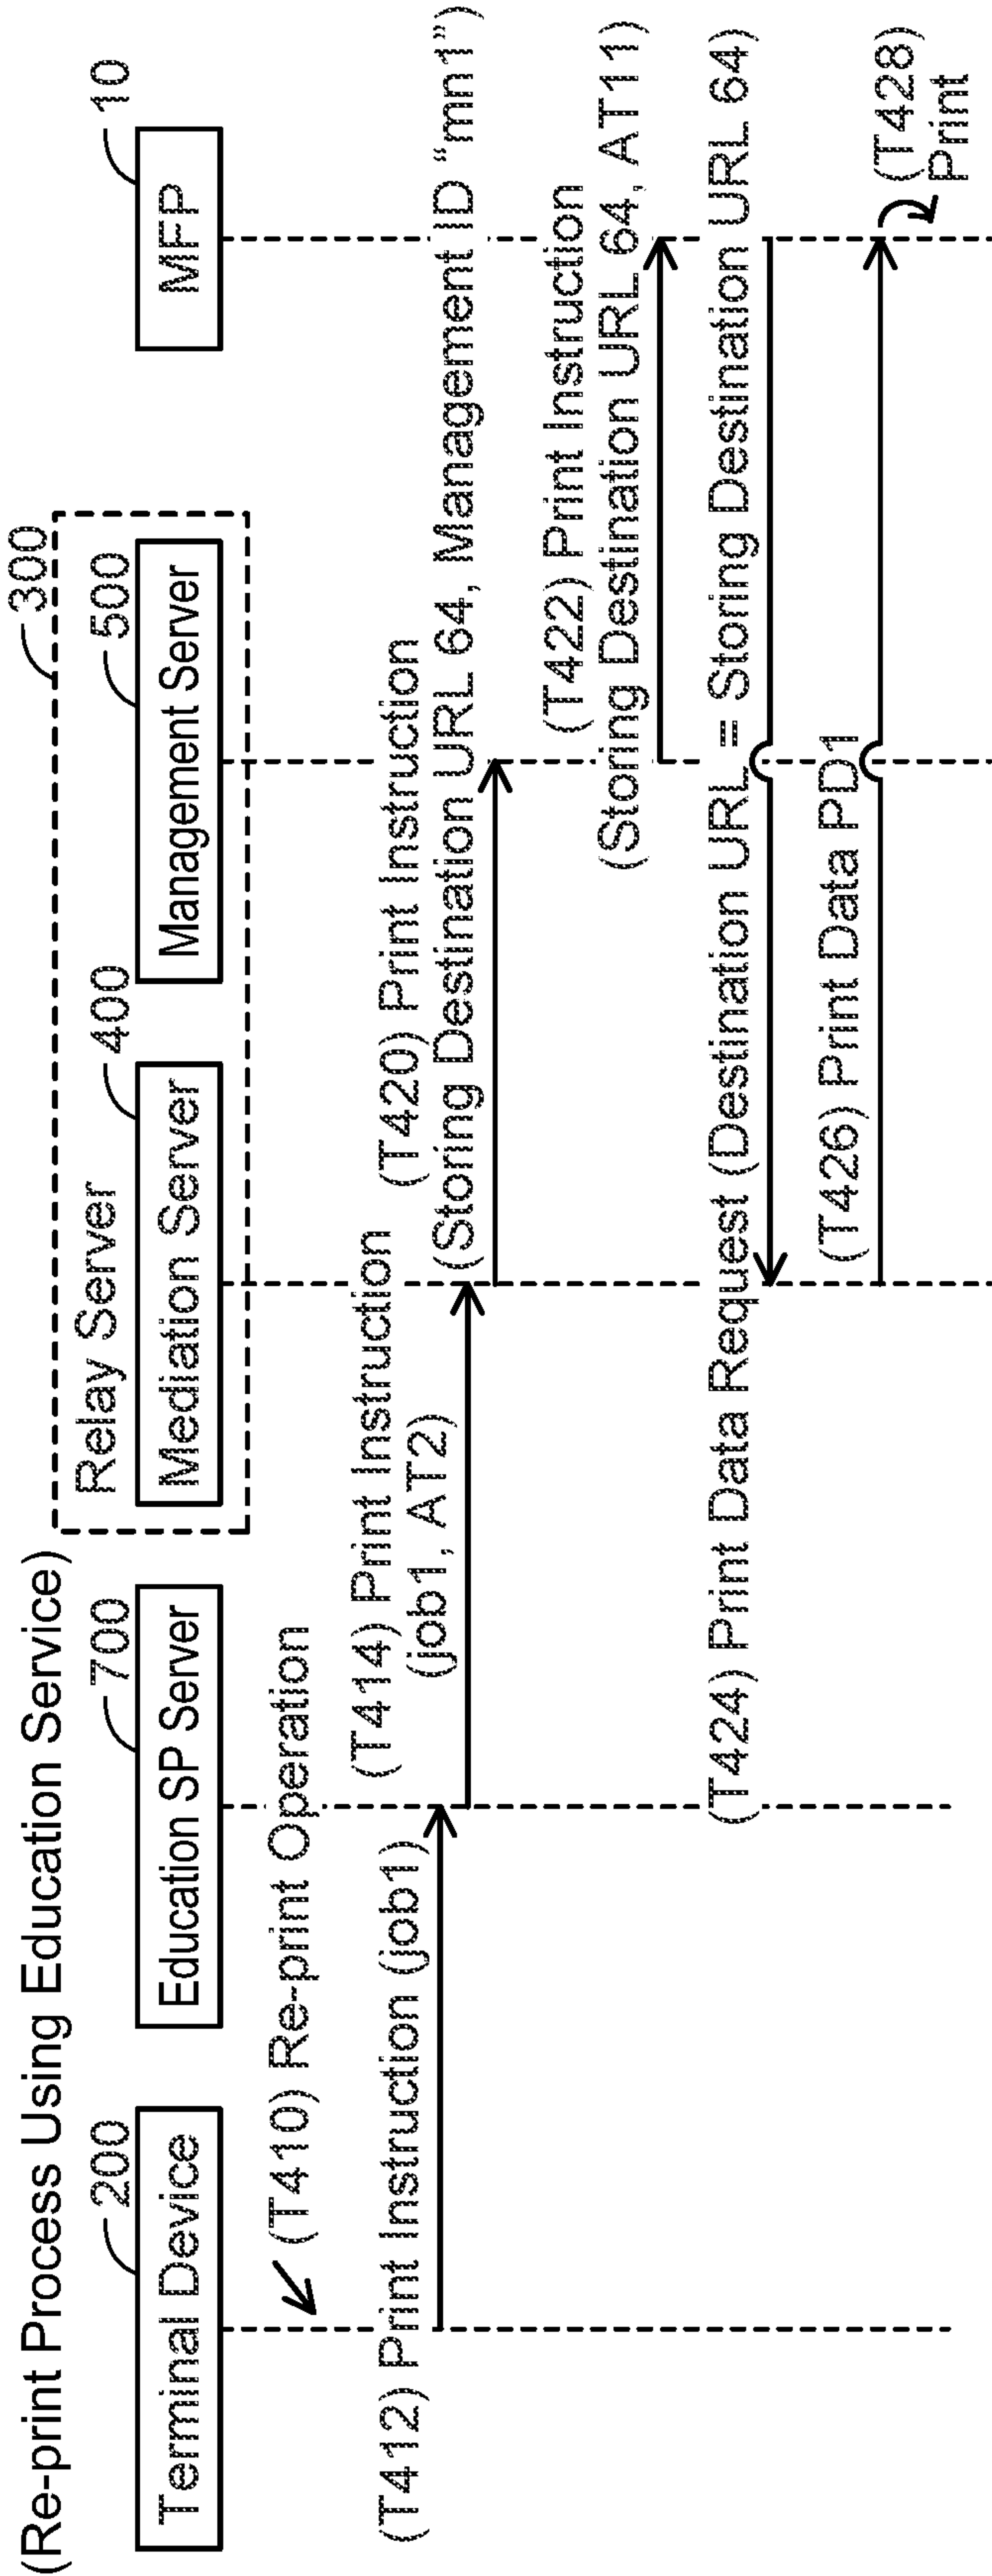 (Re-print Process Using Education Service)
300
Relay Server
200
700
400
500
10
Terminal Device
Education SP Server
Mediation Server
Management Server
MFP
(T410) Re-print Operation
(T412) Print Instruction (job1)
(T414) Print Instruction
(job1, AT2)
(T420) Print Instruction
(Storing Destination URL 64, Management ID “mn1”)
(T422) Print Instruction
(Storing Destination URL 64, AT11)
(T424) Print Data Request (Destination URL = Storing Destination URL 64)
(T426) Print Data PD1
(T428)
Print